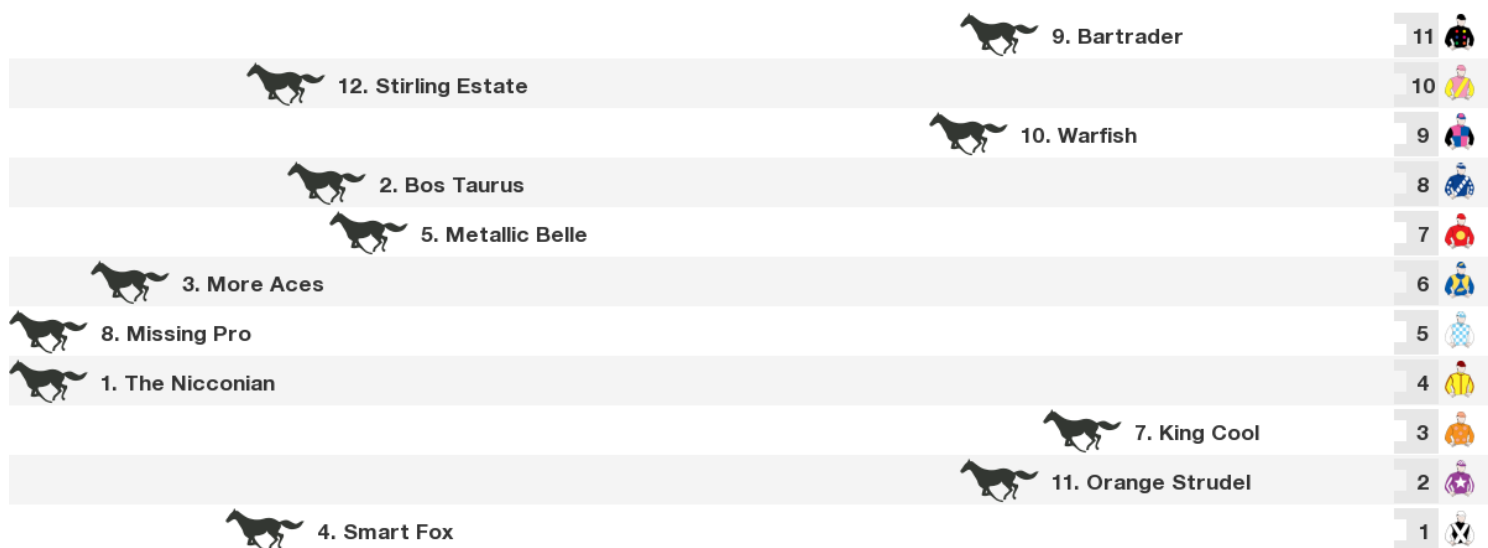 9. Bartrader 11
12. Stirling Estate 10
10. Warfish 9
2. Bos Taurus 8
5. Metallic Belle 7
3. More Aces 6
8. Missing Pro 5
1. The Nicconian 4
7. King Cool 3
11. Orange Strudel 2
4. Smart Fox 1